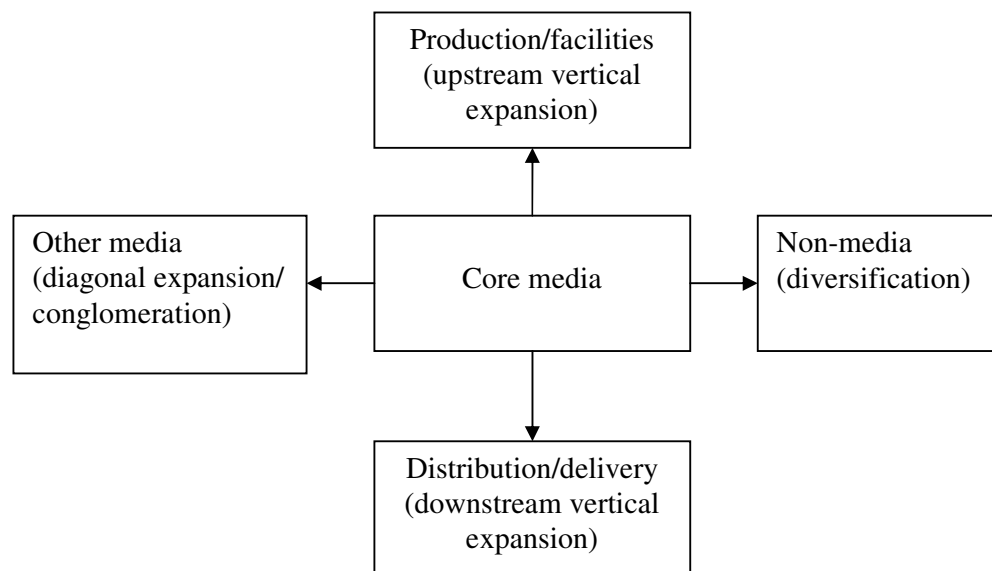 Production/facilities
(upstream vertical
expansion)
Other media
(diagonal expansion/
conglomeration)
Core media
Non-media
(diversification)
Distribution/delivery
(downstream vertical
expansion)